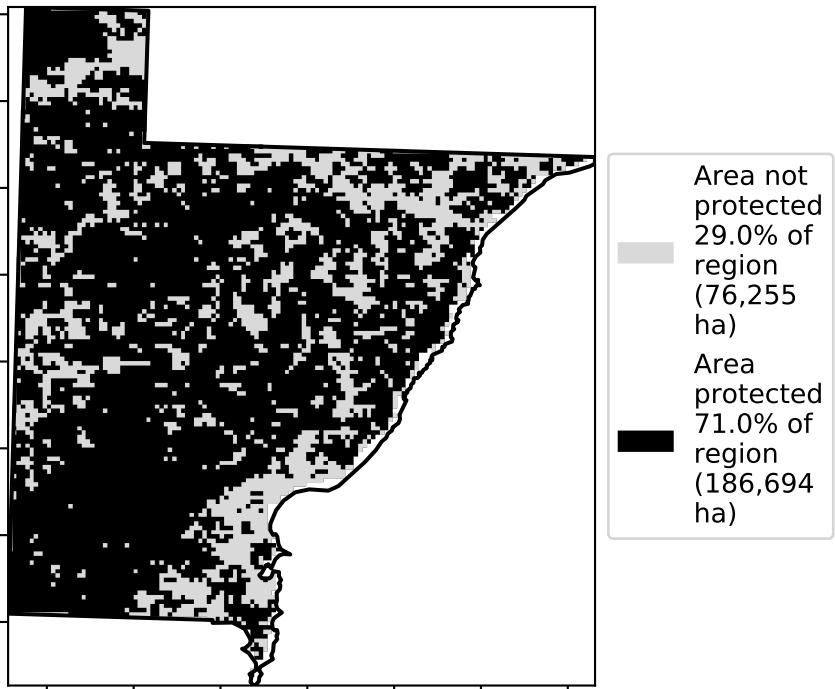 Area not
protected
29.0% of
region
(76,255
ha)
Area
protected
71.0% of
region
(186,694
ha)